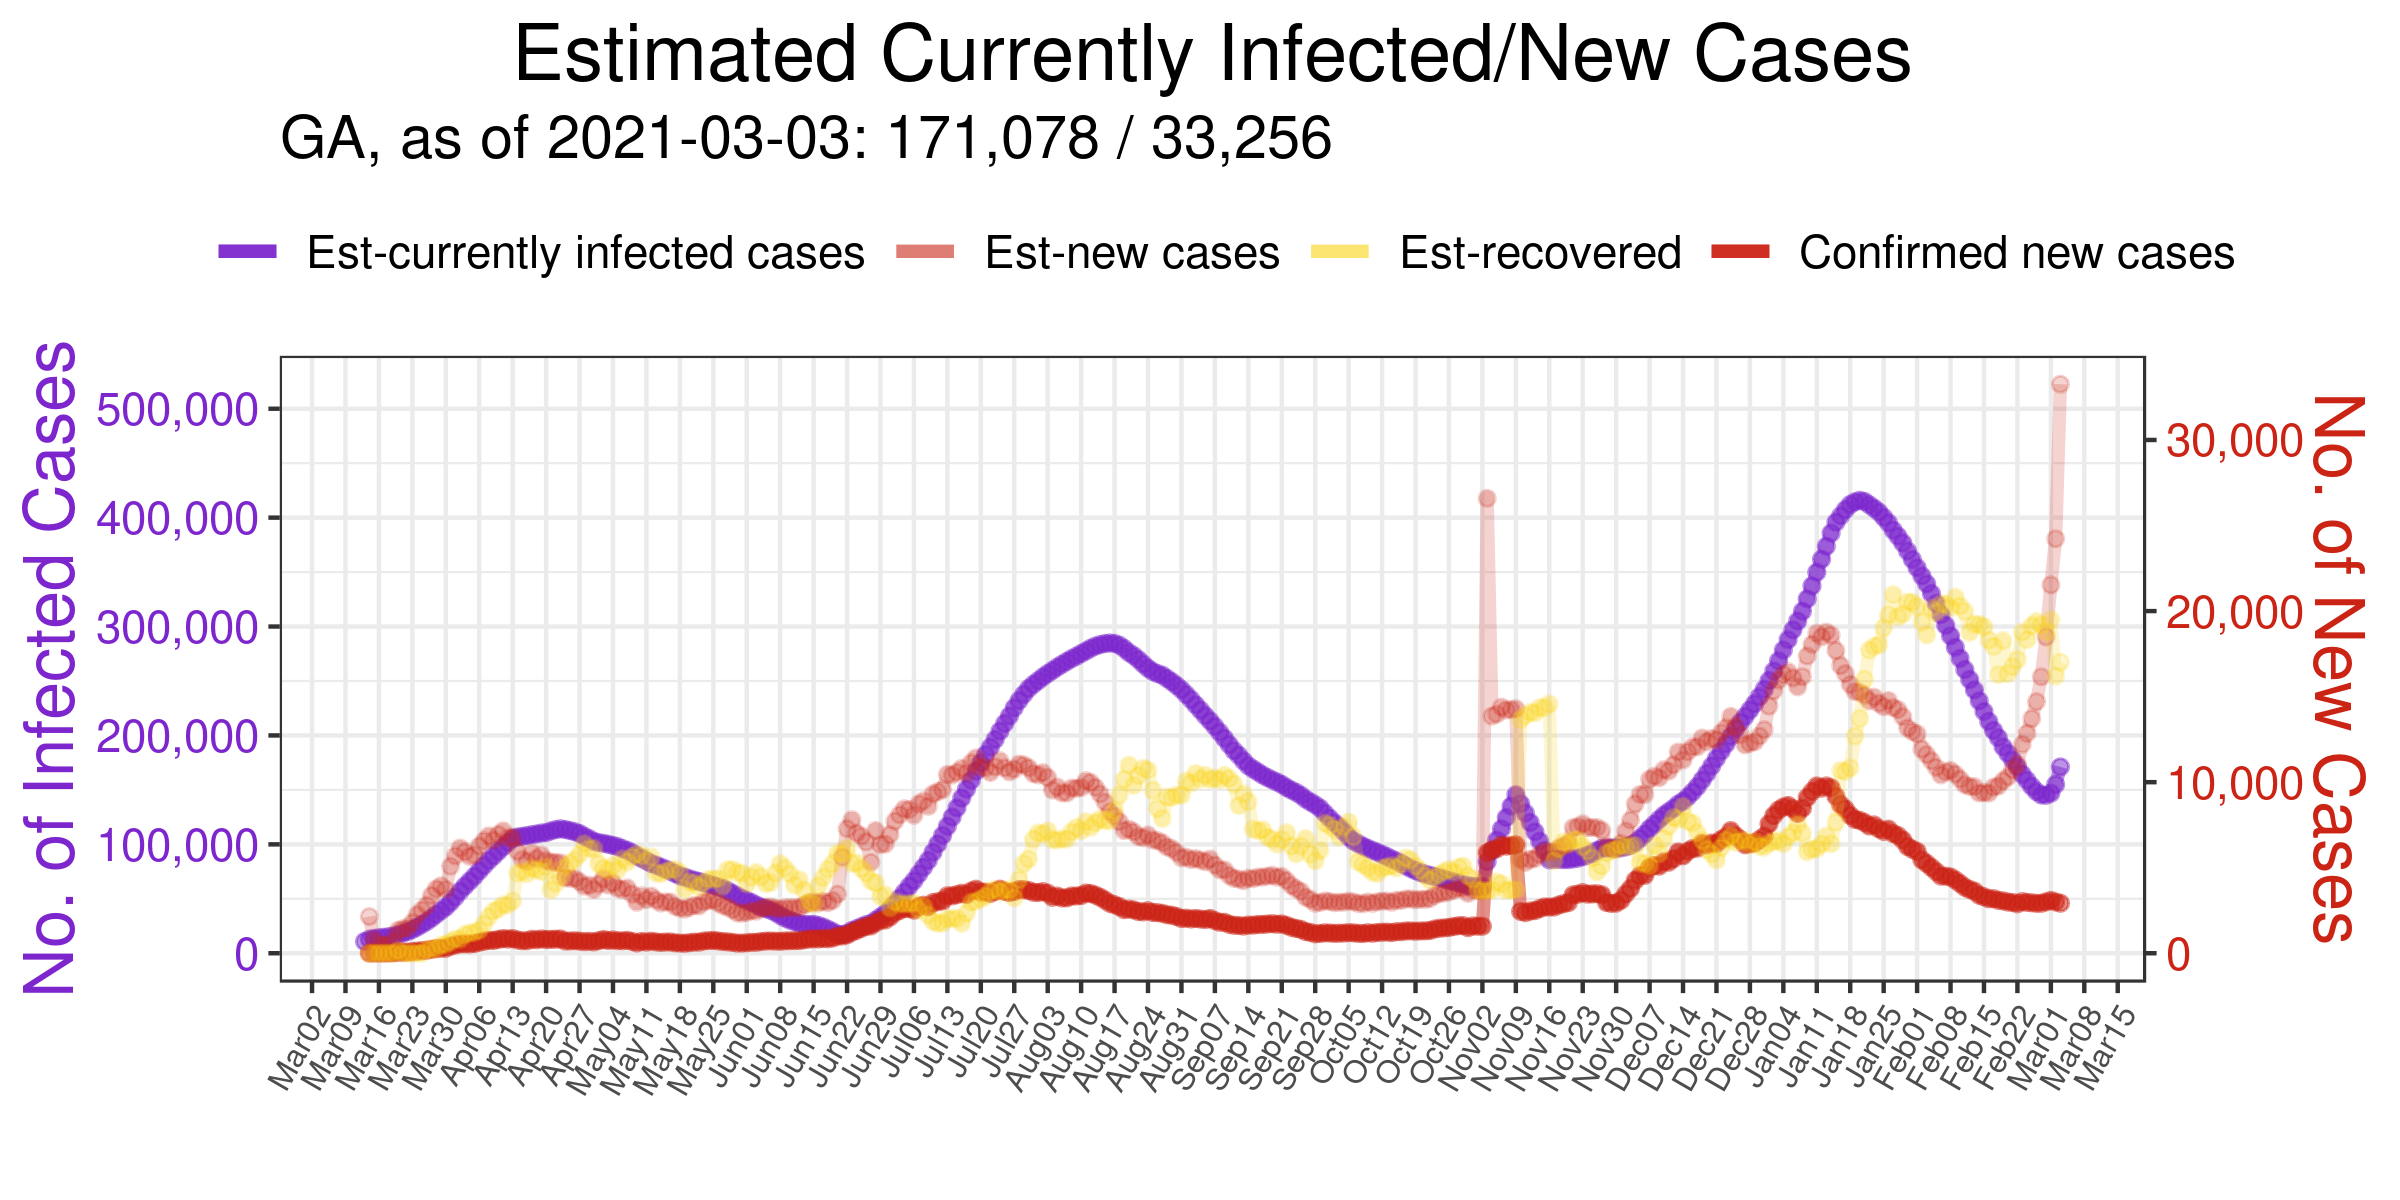 Estimated Currently Infected/New Cases
GA, as of 2021-03-03: 171,078 / 33,256
Est-currently infected cases Est-new cases Est-recovered Confirmed new cases
No. of Infected Cases
500,000
400,000
300,000
200,000
100,000
0
30,000
20,000
10,000
0
No. of New Cases
Mar02 Mar09 Mar16 Mar23 Mar30 Apr06 Apr13 Apr20 Apr27 May04 May11 May18 May25 Jun01 Jun08 Jun15 Jun22 Jun29 Jul06 Jul13 Jul20 Jul27 Aug03 Aug10 Aug17 Aug24 Aug31 Sep07 Sep14 Sep21 Sep28 Oct05 Oct12 Oct19 Oct26 Nov02 Nov09 Nov16 Nov23 Nov30 Dec07 Dec14 Dec21 Dec28 Jan04 Jan11 Jan18 Jan25 Feb01 Feb08 Feb15 Feb22 Mar01 Mar08 Mar15